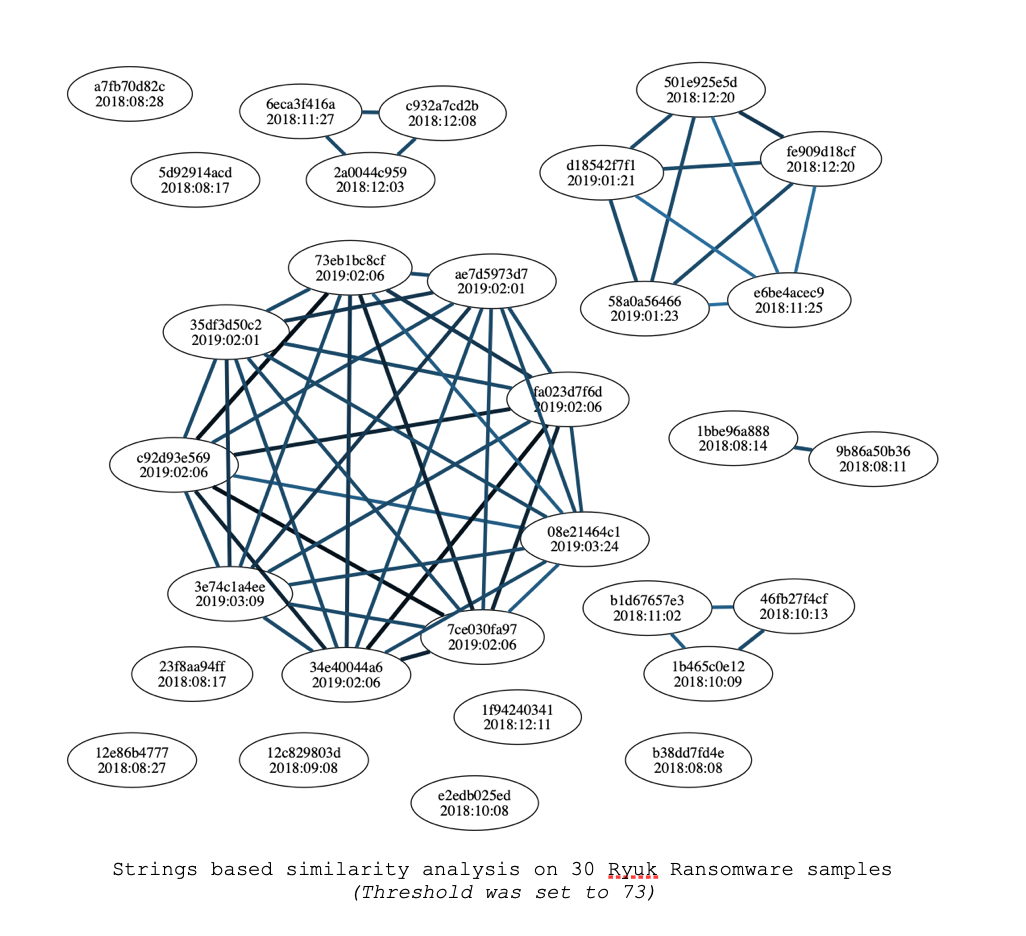 a7fb70d82c
2018:08:28
6eca3f416a
2018:11:27
c932a7cd2b
2018:12:08
501e925e5d
2018:12:20
5d92914acd
2018:08:17
2a0044c959
2018:12:03
d18542f7f1
2019:01:21
fe909d18cf
2018:12:20
58a0a56466
2019:01:23
e6be4acec9
2018:11:25
73eb1bc8cf
2019:02:06
ae7d5973d7
2019:02:01
35df3d50c2
2019:02:01
fa023d7f6d
2019:02:06
c92d93e569
2019:02:06
1bbe96a888
2018:08:14
9b86a50b36
2018:08:11
08e21464c1
2019:03:24
3e74c1a4ee
2019:03:09
b1d67657e3
2018:11:02
46fb27f4cf
2018:10:13
7ce030fa97
2019:02:06
23f8aa94ff
2018:08:17
34e40044a6
2019:02:06
1b465c0e12
2018:10:09
1f94240341
2018:12:11
12e86b4777
2018:08:27
12c829803d
2018:09:08
b38dd7fd4e
2018:08:08
e2edb025ed
2018:10:08
Strings based similarity analysis on 30 Ryuk Ransomware samples
(Threshold was set to 73)